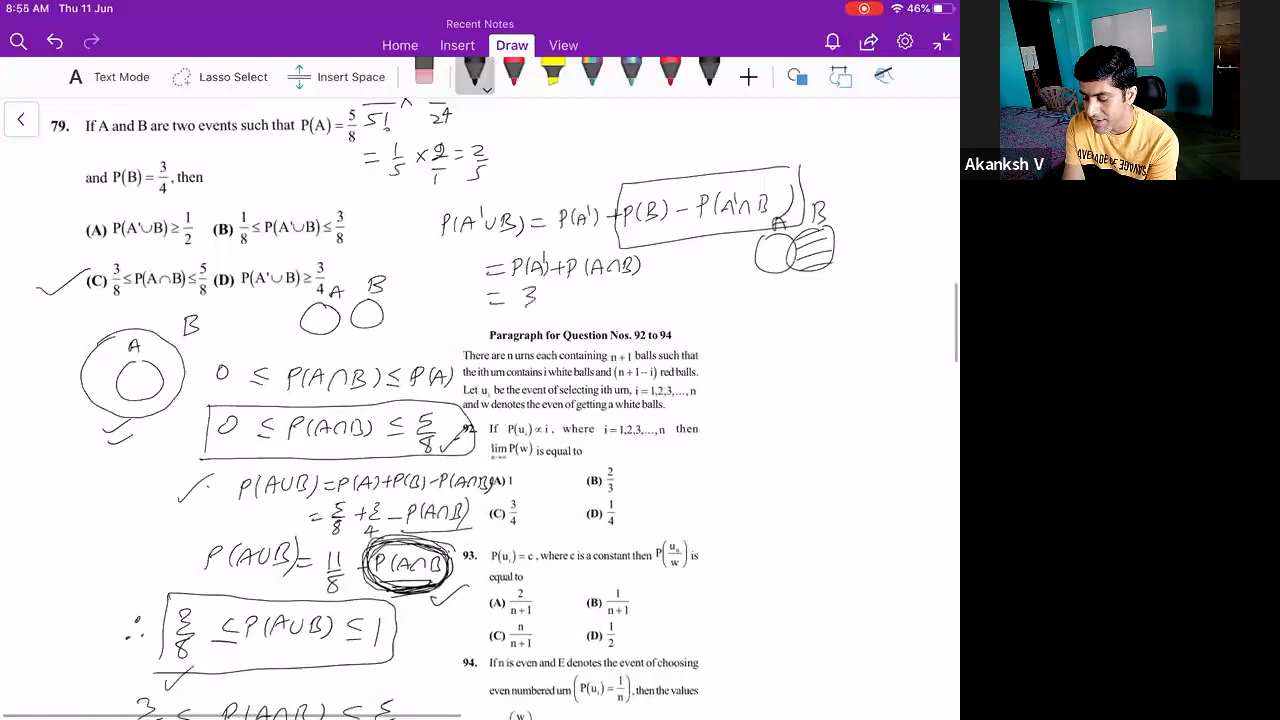 8:55 AM Thu 11 Jun
46%
Recent Notes
Home Insert Draw View
A Text Mode Lasso Select Insert Space
79. If A and B are two events such that P(A) = 5/8
and P(B) = 3/4, then
(A) P(A'∪B) ≥ 1/2 (B) 1/8 ≤ P(A'∪B) ≤ 3/8
(C) 3/8 ≤ P(A∩B) ≤ 5/8 (D) P(A'∪B) ≥ 3/4
5! 24
= 1/5 × 2/1 = 2/5
P(A'∪B) = P(A') + P(B) − P(A'∩B)
A B
= P(A') + P(A∩B)
= 3
A B
B
A
0 ≤ P(A∩B) ≤ P(A)
0 ≤ P(A∩B) ≤ 5/8
P(A∪B) = P(A) + P(B) − P(A∩B)
= 5/8 + 3/4 − P(A∩B)
P(A∪B) = 11/8 − P(A∩B)
∴ ≤ P(A∪B) ≤ 1
≤ P(A∩B) ≤
Paragraph for Question Nos. 92 to 94
There are n urns each containing n+1 balls such that
the ith urn contains i white balls and (n+1−i) red balls.
Let uᵢ be the event of selecting ith urn, i = 1,2,3,...,n
and w denotes the even of getting a white balls.
92. If P(uᵢ) ∝ i, where i = 1,2,3,...,n then
lim n→∞ P(w) is equal to
(A) 1 (B) 2/3
(C) 3/4 (D) 1/4
93. P(uᵢ) = c, where c is a constant then P(uₙ/w) is
equal to
(A) 2/(n+1) (B) 1/(n+1)
(C) n/(n+1) (D) 1/2
94. If n is even and E denotes the event of choosing
even numbered urn (P(uᵢ) = 1/n), then the values
Akanksh V